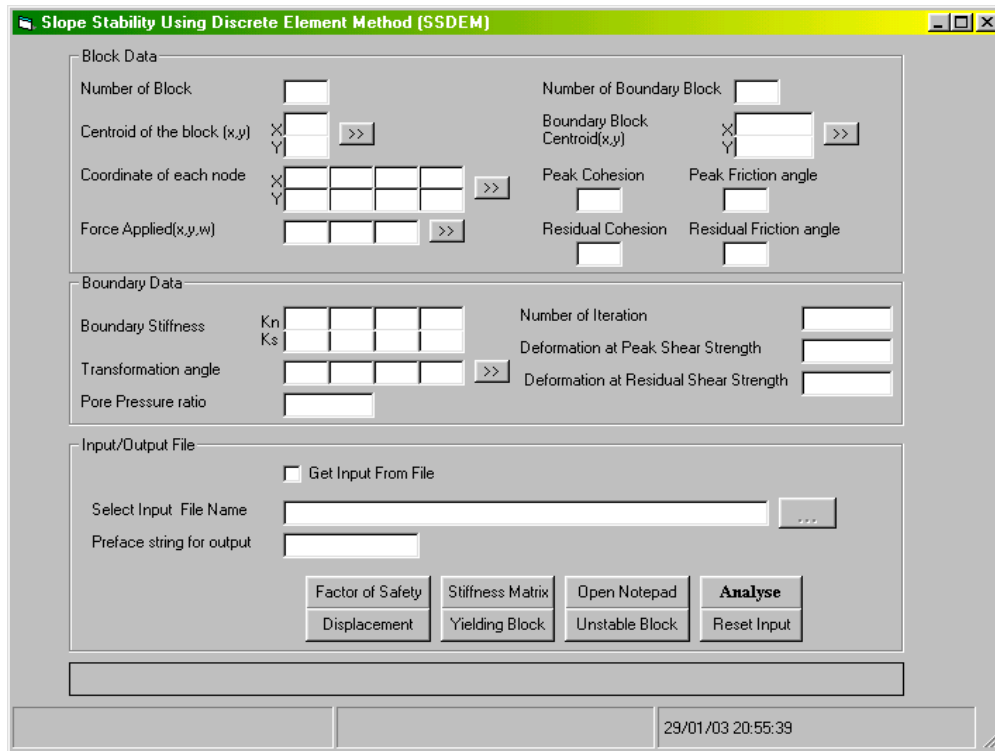 Slope Stability Using Discrete Element Method (SSDEM)
Block Data
Number of Block
Number of Boundary Block
Centroid of the block (x,y)
X
Y
>>
Boundary Block
Centroid(x,y)
X
Y
>>
Coordinate of each node
X
Y
>>
Peak Cohesion
Peak Friction angle
Force Applied(x,y,w)
>>
Residual Cohesion
Residual Friction angle
Boundary Data
Boundary Stiffness
Kn
Ks
Number of Iteration
Deformation at Peak Shear Strength
Transformation angle
>>
Deformation at Residual Shear Strength
Pore Pressure ratio
Input/Output File
Get Input From File
Select Input File Name
...
Preface string for output
Factor of Safety
Stiffness Matrix
Open Notepad
Analyse
Displacement
Yielding Block
Unstable Block
Reset Input
29/01/03 20:55:39